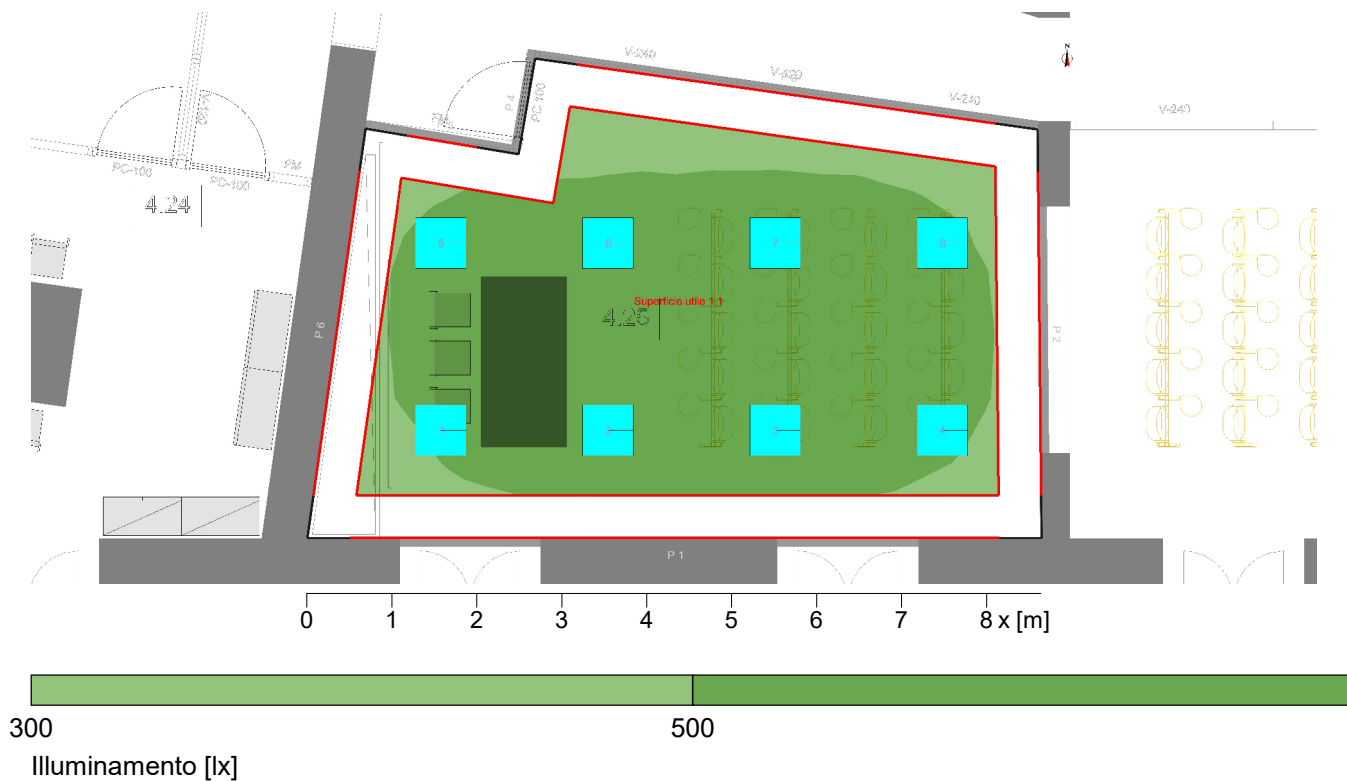 N
V-240
V-620
V-240
V-240
P 4
PC 100
PM
PC-100
PC-100
4.24
5
6
7
8
Superficie utile 1.1
4.25
P 6
P 2
1
2
3
4
P 1
0 1 2 3 4 5 6 7 8 x [m]
300 500
Illuminamento [lx]